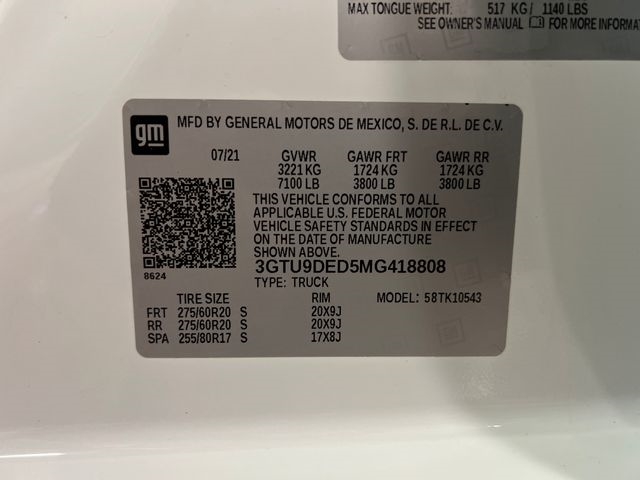 MAX TONGUE WEIGHT: 517 KG / 1140 LBS
SEE OWNER'S MANUAL FOR MORE INFORMA
gm
MFD BY GENERAL MOTORS DE MEXICO, S. DE R.L. DE C.V.
07/21 GVWR GAWR FRT GAWR RR
3221 KG 1724 KG 1724 KG
7100 LB 3800 LB 3800 LB
THIS VEHICLE CONFORMS TO ALL
APPLICABLE U.S. FEDERAL MOTOR
VEHICLE SAFETY STANDARDS IN EFFECT
ON THE DATE OF MANUFACTURE
SHOWN ABOVE.
8624
3GTU9DED5MG418808
TYPE: TRUCK
TIRE SIZE RIM MODEL: 58TK10543
FRT 275/60R20 S 20X9J
RR 275/60R20 S 20X9J
SPA 255/80R17 S 17X8J